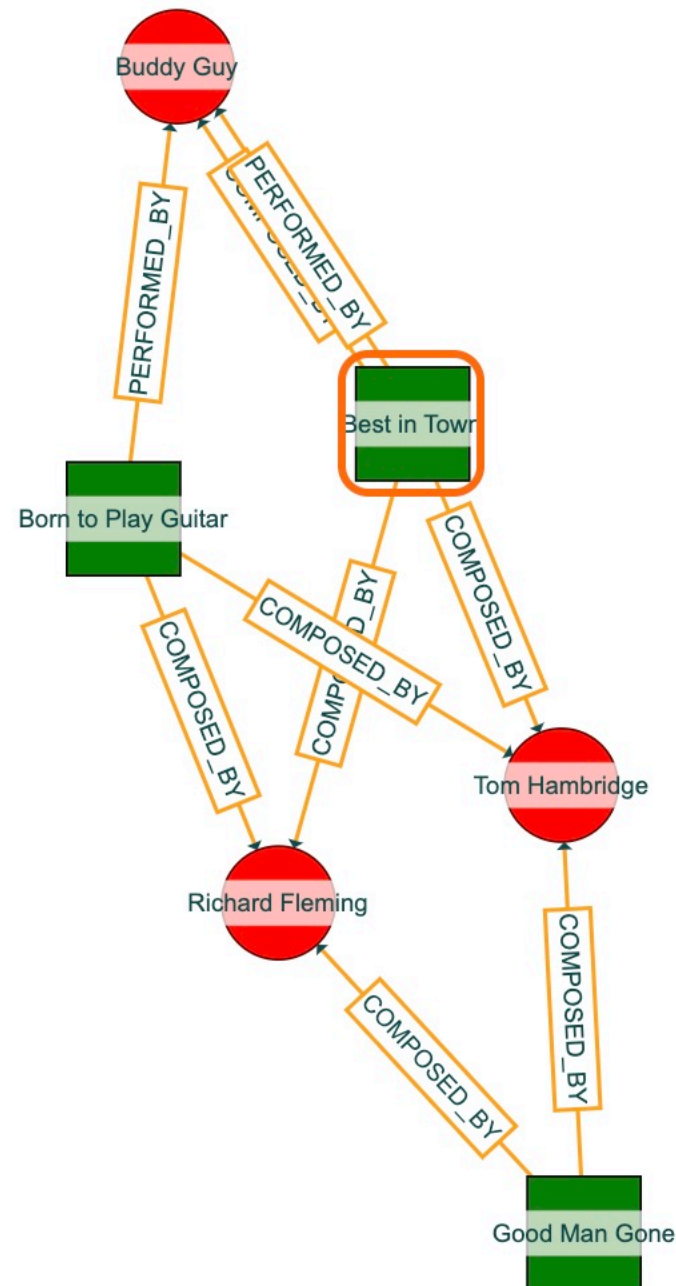 Buddy Guy
PERFORMED_BY
PERFORMED_BY
Best in Town
Born to Play Guitar
COMPOSED_BY
COMPOSED_BY
COMPOSED_BY
Tom Hambridge
Richard Fleming
COMPOSED_BY
COMPOSED_BY
Good Man Gone